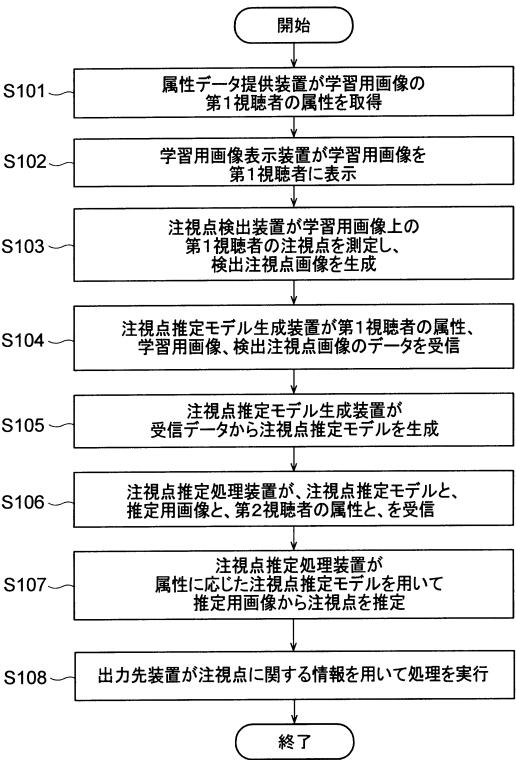 開始
S101
属性データ提供装置が学習用画像の
第1視聴者の属性を取得
S102
学習用画像表示装置が学習用画像を
第1視聴者に表示
S103
注視点検出装置が学習用画像上の
第1視聴者の注視点を測定し、
検出注視点画像を生成
S104
注視点推定モデル生成装置が第1視聴者の属性、
学習用画像、検出注視点画像のデータを受信
S105
注視点推定モデル生成装置が
受信データから注視点推定モデルを生成
S106
注視点推定処理装置が、注視点推定モデルと、
推定用画像と、第2視聴者の属性と、を受信
S107
注視点推定処理装置が
属性に応じた注視点推定モデルを用いて
推定用画像から注視点を推定
S108
出力先装置が注視点に関する情報を用いて処理を実行
終了